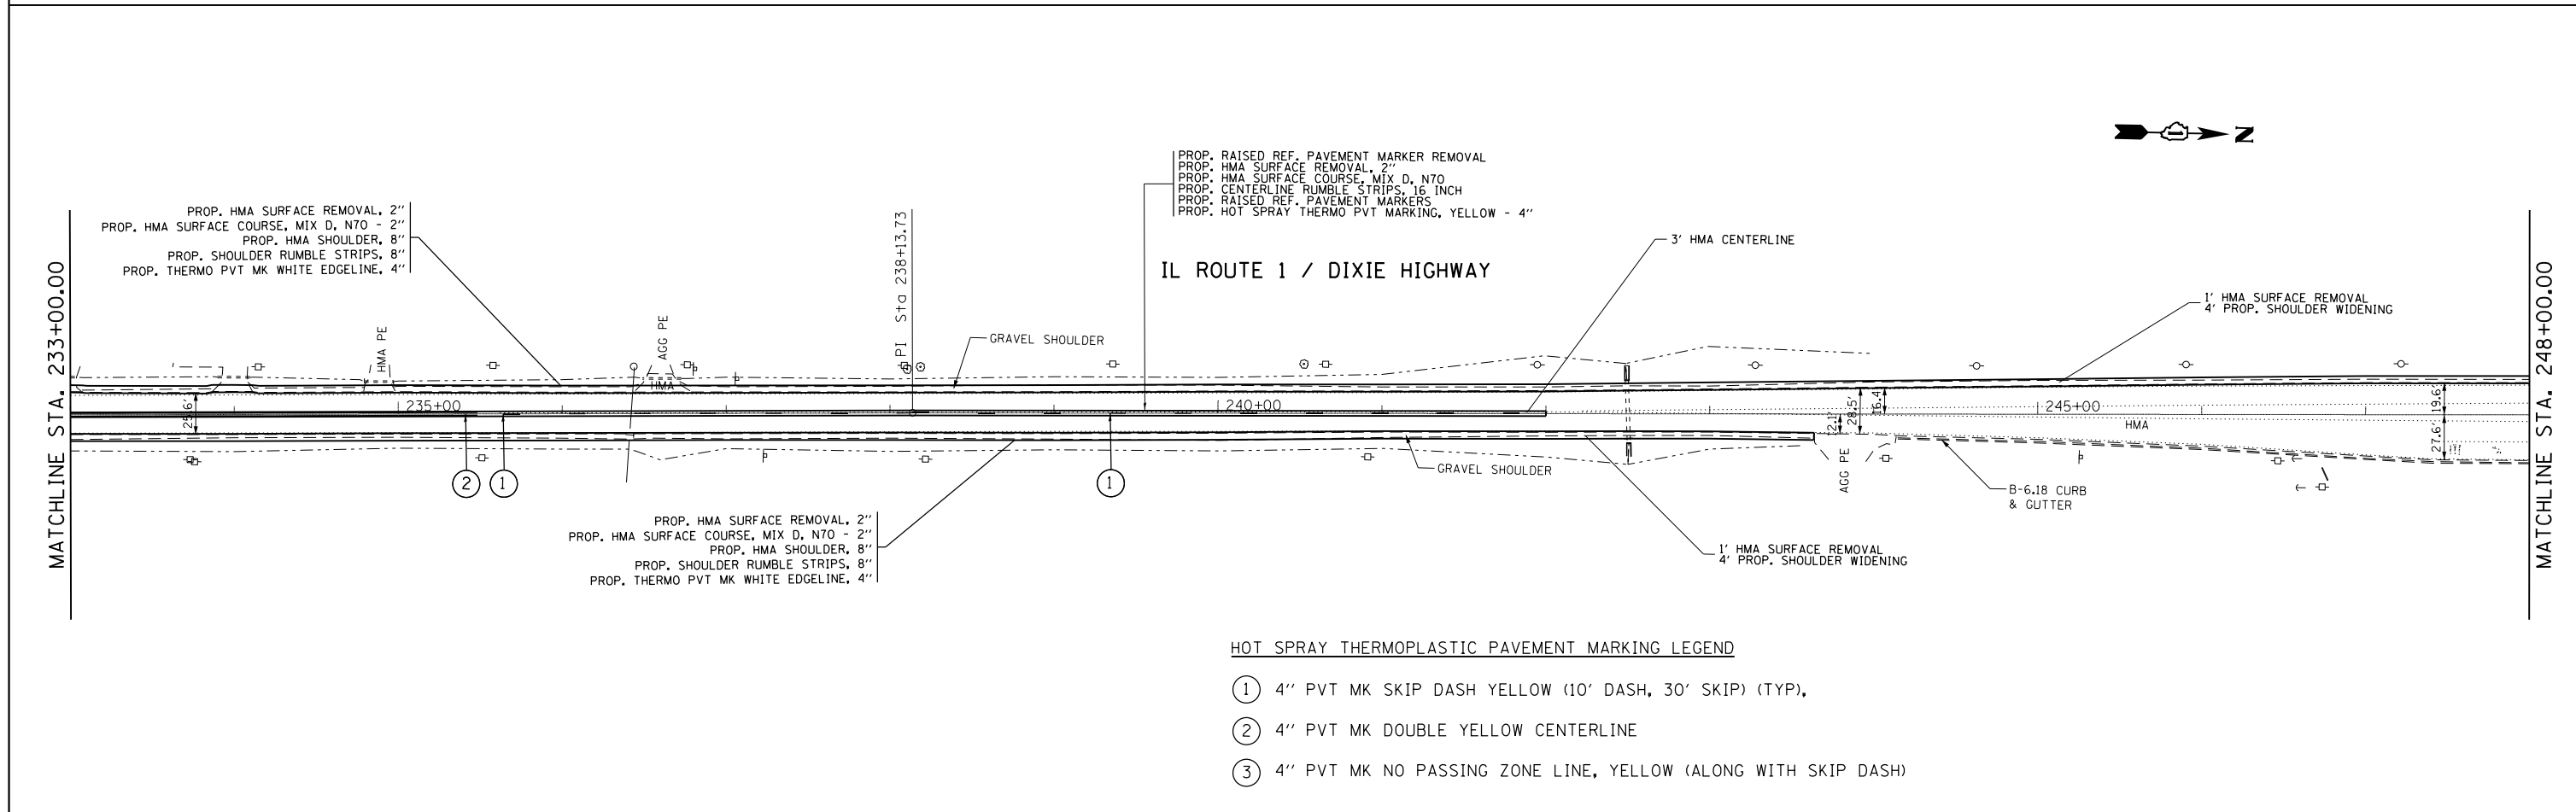 N
PROP. RAISED REF. PAVEMENT MARKER REMOVAL
PROP. HMA SURFACE REMOVAL, 2''
PROP. HMA SURFACE COURSE, MIX D, N70
PROP. CENTERLINE RUMBLE STRIPS, 16 INCH
PROP. RAISED REF. PAVEMENT MARKERS
PROP. HOT SPRAY THERMO PVT MARKING, YELLOW - 4''
PROP. HMA SURFACE REMOVAL, 2''
PROP. HMA SURFACE COURSE, MIX D, N70 - 2''
PROP. HMA SHOULDER, 8''
PROP. SHOULDER RUMBLE STRIPS, 8''
PROP. THERMO PVT MK WHITE EDGELINE, 4''
PI Sta 238+13.73
3' HMA CENTERLINE
IL ROUTE 1 / DIXIE HIGHWAY
1' HMA SURFACE REMOVAL
4' PROP. SHOULDER WIDENING
MATCHLINE STA. 233+00.00
MATCHLINE STA. 248+00.00
HMA PE
AGG PE
GRAVEL SHOULDER
HMA
25.6'
235+00
240+00
245+00
12.1'
28.5'
16.4'
19.6'
27.6'
HMA
2
1
1
GRAVEL SHOULDER
AGG PE
B-6.18 CURB
& GUTTER
PROP. HMA SURFACE REMOVAL, 2''
PROP. HMA SURFACE COURSE, MIX D, N70 - 2''
PROP. HMA SHOULDER, 8''
PROP. SHOULDER RUMBLE STRIPS, 8''
PROP. THERMO PVT MK WHITE EDGELINE, 4''
1' HMA SURFACE REMOVAL
4' PROP. SHOULDER WIDENING
HOT SPRAY THERMOPLASTIC PAVEMENT MARKING LEGEND
1 4'' PVT MK SKIP DASH YELLOW (10' DASH, 30' SKIP) (TYP),
2 4'' PVT MK DOUBLE YELLOW CENTERLINE
3 4'' PVT MK NO PASSING ZONE LINE, YELLOW (ALONG WITH SKIP DASH)